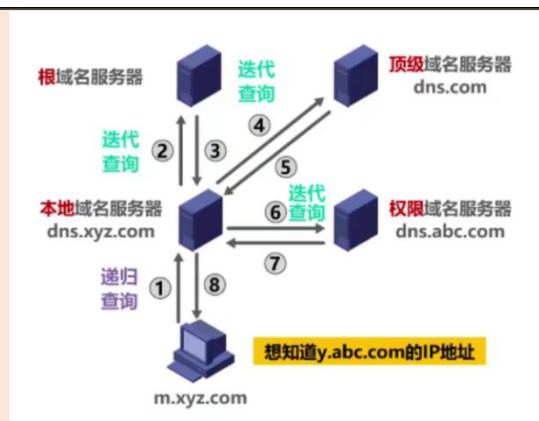 根域名服务器
迭代
查询
顶级域名服务器
dns.com
迭代
查询
②
③
④
⑤
本地域名服务器
dns.xyz.com
⑥
迭代
查询
权限域名服务器
dns.abc.com
⑦
递归
查询
①
⑧
想知道y.abc.com的IP地址
m.xyz.com